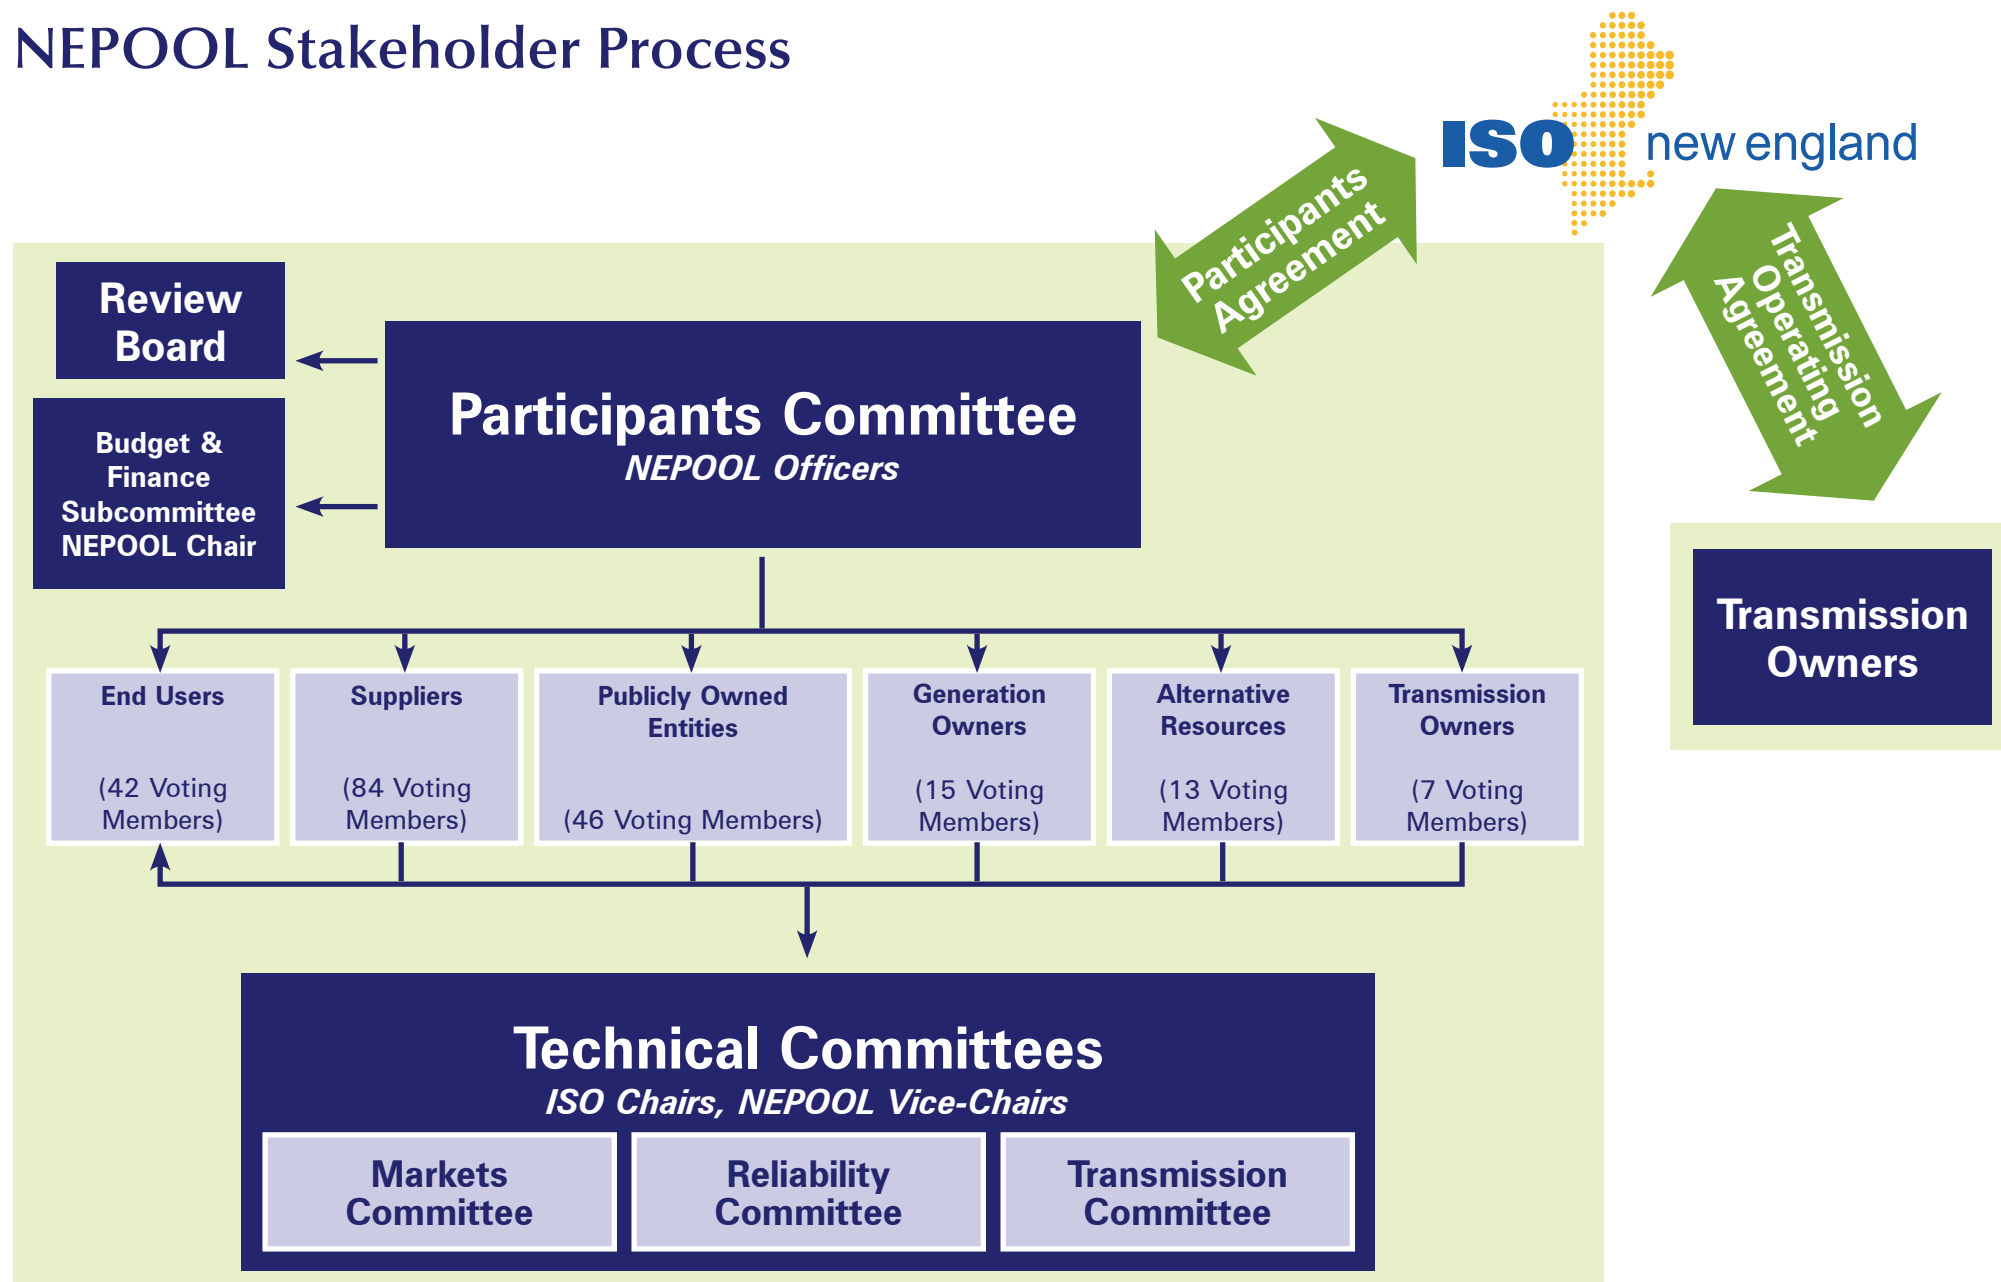 NEPOOL Stakeholder Process
ISO new england
Participants
Agreement
Transmission
Operating
Agreement
Review
Board
Budget &
Finance
Subcommittee
NEPOOL Chair
Participants Committee
NEPOOL Officers
Transmission
Owners
End Users
(42 Voting
Members)
Suppliers
(84 Voting
Members)
Publicly Owned
Entities
(46 Voting Members)
Generation
Owners
(15 Voting
Members)
Alternative
Resources
(13 Voting
Members)
Transmission
Owners
(7 Voting
Members)
Technical Committees
ISO Chairs, NEPOOL Vice-Chairs
Markets
Committee
Reliability
Committee
Transmission
Committee